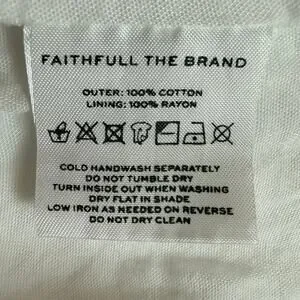 FAITHFULL THE BRAND
OUTER: 100% COTTON
LINING: 100% RAYON
COLD HANDWASH SEPARATELY
DO NOT TUMBLE DRY
TURN INSIDE OUT WHEN WASHING
DRY FLAT IN SHADE
LOW IRON AS NEEDED ON REVERSE
DO NOT DRY CLEAN